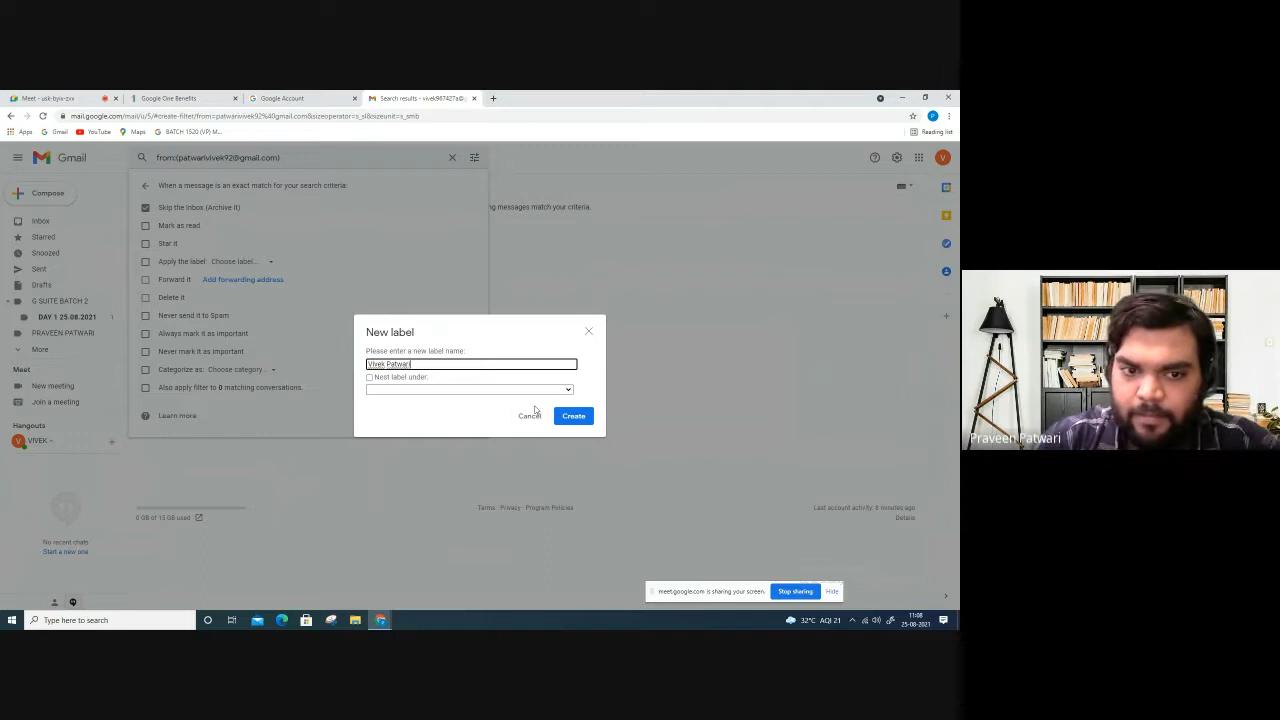 Meet - usk-byix-zxv
Google One Benefits
Google Account
Search results - vivek967427a@g
mail.google.com/mail/u/5/#create-filter/from=patwarivivek92%40gmail.com&sizeoperator=s_sl&sizeunit=s_smb
Apps
Gmail
YouTube
Maps
BATCH 1520 (VP) M...
Reading list
Gmail
from:(patwarivivek92@gmail.com)
Compose
When a message is an exact match for your search criteria:
Skip the Inbox (Archive it)
ng messages match your criteria.
Mark as read
Star it
Apply the label: Choose label...
Forward it Add forwarding address
Delete it
Never send it to Spam
Always mark it as important
Never mark it as important
Categorize as: Choose category...
Also apply filter to 0 matching conversations.
Learn more
Inbox
Starred
Snoozed
Sent
Drafts
G SUITE BATCH 2
DAY 1 25.08.2021 1
PRAVEEN PATWARI
More
Meet
New meeting
Join a meeting
Hangouts
VIVEK
No recent chats
Start a new one
New label
Please enter a new label name:
Vivek Patwari
Nest label under:
Cancel
Create
0 GB of 15 GB used
Terms · Privacy · Program Policies
Last account activity: 8 minutes ago
Details
meet.google.com is sharing your screen.
Stop sharing
Hide
Type here to search
32°C AQI 21
11:08
25-08-2021
Praveen Patwari